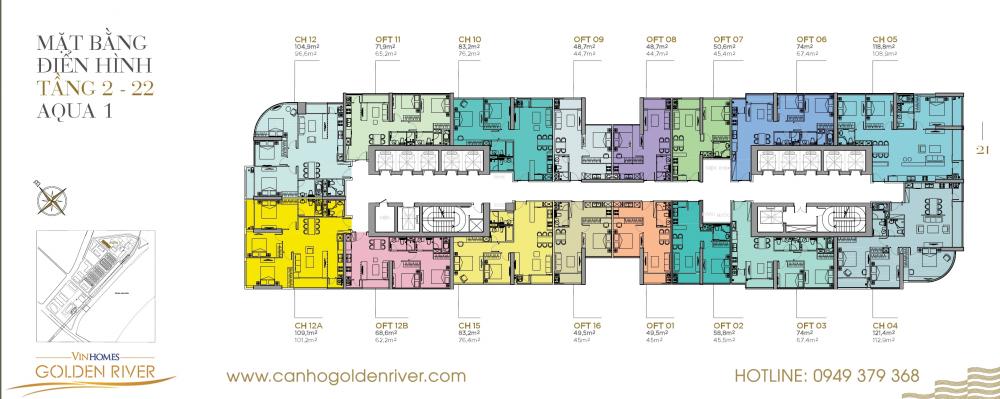 MẶT BẰNG
ĐIỂN HÌNH
TẦNG 2 - 22
AQUA 1
CH 12
104,9m²
96,6m²
OFT 11
71,9m²
65,2m²
CH 10
83,2m²
76,2m²
OFT 09
48,7m²
44,7m²
OFT 08
48,7m²
44,7m²
OFT 07
50,6m²
45,4m²
OFT 06
74m²
67,4m²
CH 05
118,8m²
108,9m²
21
CH 12A
109,1m²
101,2m²
OFT 12B
68,6m²
62,2m²
CH 15
83,2m²
76,4m²
OFT 16
49,5m²
45m²
OFT 01
49,5m²
45m²
OFT 02
58,8m²
45,5m²
OFT 03
74m²
67,4m²
CH 04
121,4m²
112,9m²
VINHOMES
GOLDEN RIVER
www.canhogoldenriver.com
HOTLINE: 0949 379 368